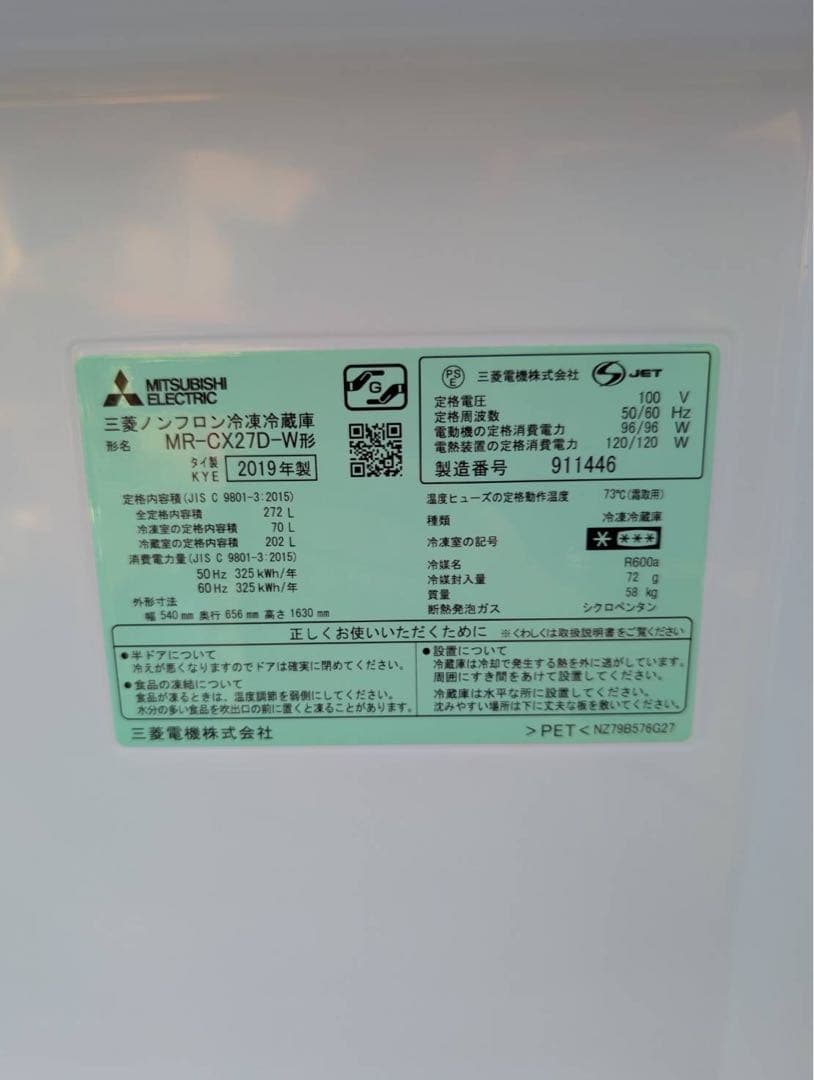 MITSUBISHI
ELECTRIC
三菱ノンフロン冷凍冷蔵庫
形名 MR-CX27D-W形
タイ製
KYE 2019年製
G
PS
E 三菱電機株式会社 S JET
定格電圧 100 V
定格周波数 50/60 Hz
電動機の定格消費電力 96/96 W
電熱装置の定格消費電力 120/120 W
製造番号 911446
定格内容積(JIS C 9801-3:2015)
全定格内容積 272 L
冷凍室の定格内容積 70 L
冷蔵室の定格内容積 202 L
消費電力量(JIS C 9801-3:2015)
50Hz 325kWh/年
60Hz 325kWh/年
外形寸法
幅 540mm 奥行 656mm 高さ 1630mm
温度ヒューズの定格動作温度 73℃(霜取用)
種類 冷凍冷蔵庫
冷凍室の記号 * ***
冷媒名 R600a
冷媒封入量 72 g
質量 58 kg
断熱発泡ガス シクロペンタン
正しくお使いいただくために ※くわしくは取扱説明書をご覧ください
●半ドアについて
冷えが悪くなりますのでドアは確実に閉めてください。
●食品の凍結について
食品が凍るときは、温度調節を弱側にしてください。
水分の多い食品を吹出口の前に置くと凍ることがあります。
●設置について
冷蔵庫は冷却で発生する熱を外に逃がしています。
周囲にすき間をあけて設置してください。
冷蔵庫は水平な所に設置してください。
沈みやすい場所は下に丈夫な板を敷いてください。
三菱電機株式会社
>PET< NZ79B576G27